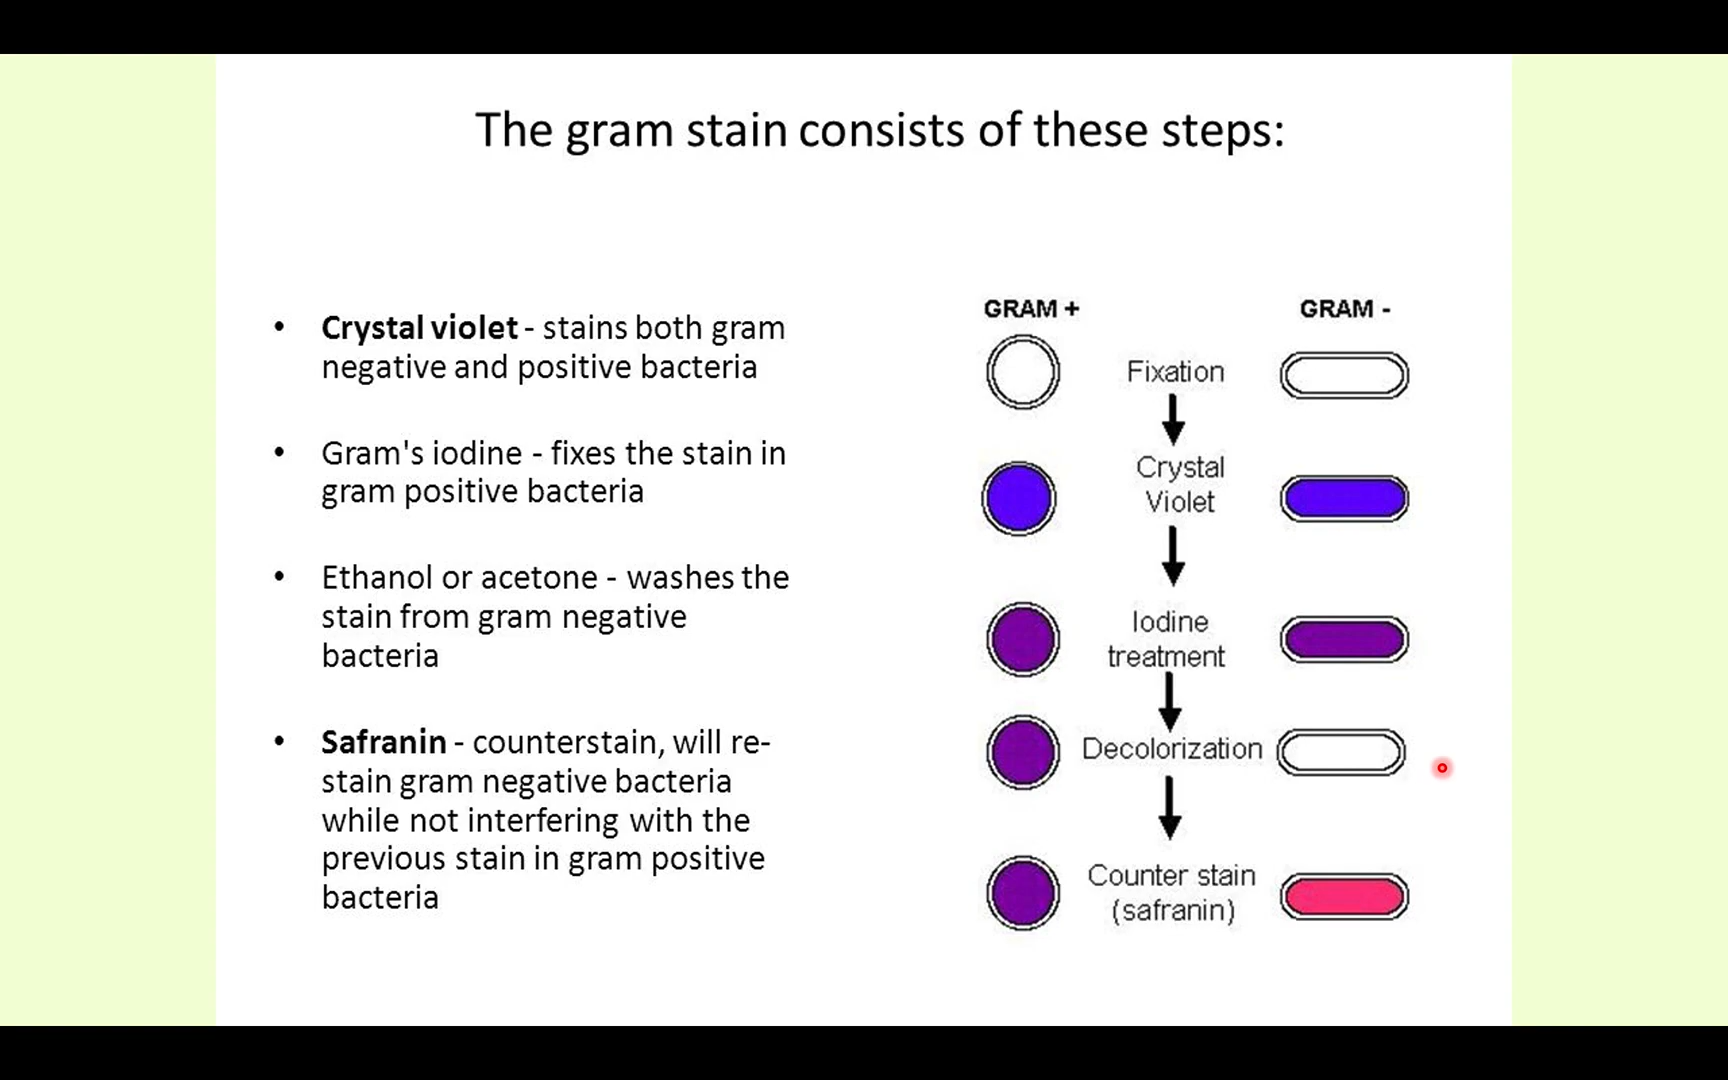 The gram stain consists of these steps:
• Crystal violet - stains both gram
negative and positive bacteria
• Gram's iodine - fixes the stain in
gram positive bacteria
• Ethanol or acetone - washes the
stain from gram negative
bacteria
• Safranin - counterstain, will re-
stain gram negative bacteria
while not interfering with the
previous stain in gram positive
bacteria
GRAM +
GRAM -
Fixation
Crystal
Violet
Iodine
treatment
Decolorization
Counter stain
(safranin)